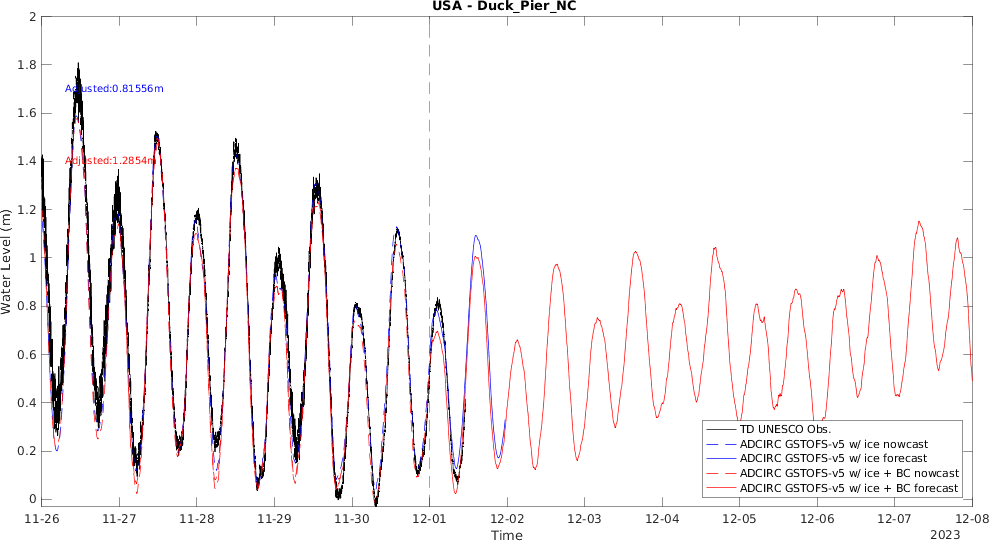 USA - Duck_Pier_NC
2
1.8
1.6
1.4
1.2
1
0.8
0.6
0.4
0.2
0
Water Level (m)
Adjusted:0.81556m
Adjusted:1.2854m
TD UNESCO Obs.
ADCIRC GSTOFS-v5 w/ ice nowcast
ADCIRC GSTOFS-v5 w/ ice forecast
ADCIRC GSTOFS-v5 w/ ice + BC nowcast
ADCIRC GSTOFS-v5 w/ ice + BC forecast
11-26 11-27 11-28 11-29 11-30 12-01 12-02 12-03 12-04 12-05 12-06 12-07 12-08
Time
2023